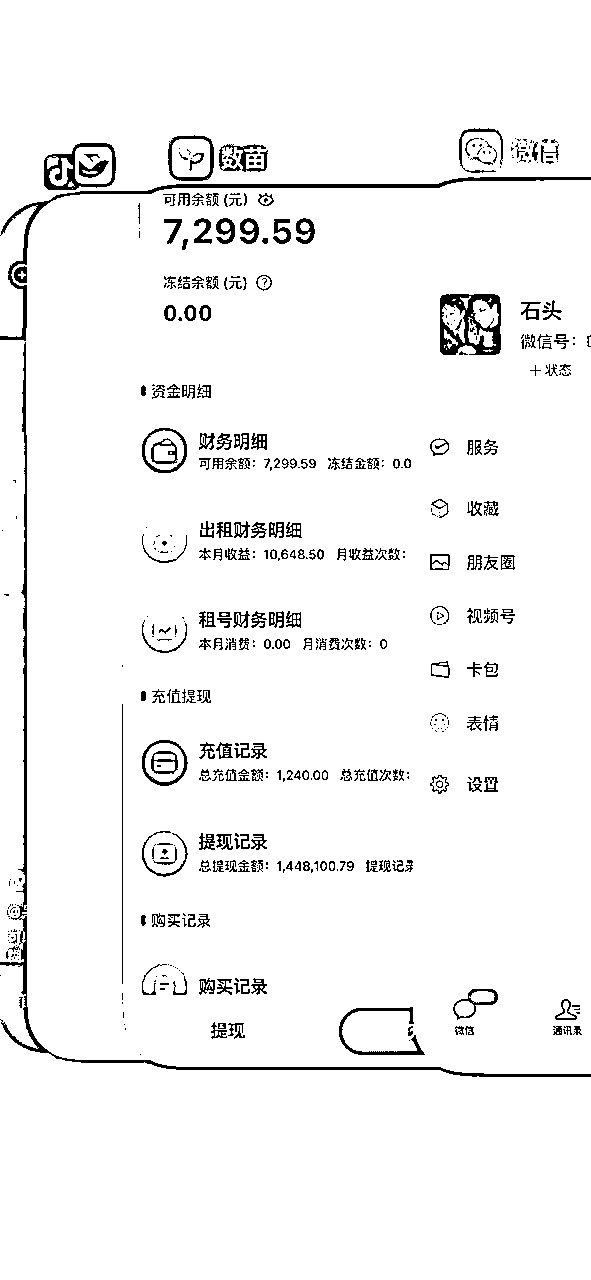 数苗
微信
可用余额 (元)
7,299.59
冻结余额 (元)
0.00
资金明细
财务明细
可用余额：7,299.59 冻结金额：0.0
出租财务明细
本月收益：10,648.50 月收益次数：
租号财务明细
本月消费：0.00 月消费次数：0
充值提现
充值记录
总充值金额：1,240.00 总充值次数：
提现记录
总提现金额：1,448,100.79 提现记录
购买记录
购买记录
提现
石头
微信号：
＋状态
服务
收藏
朋友圈
视频号
卡包
表情
设置
微信
通讯录